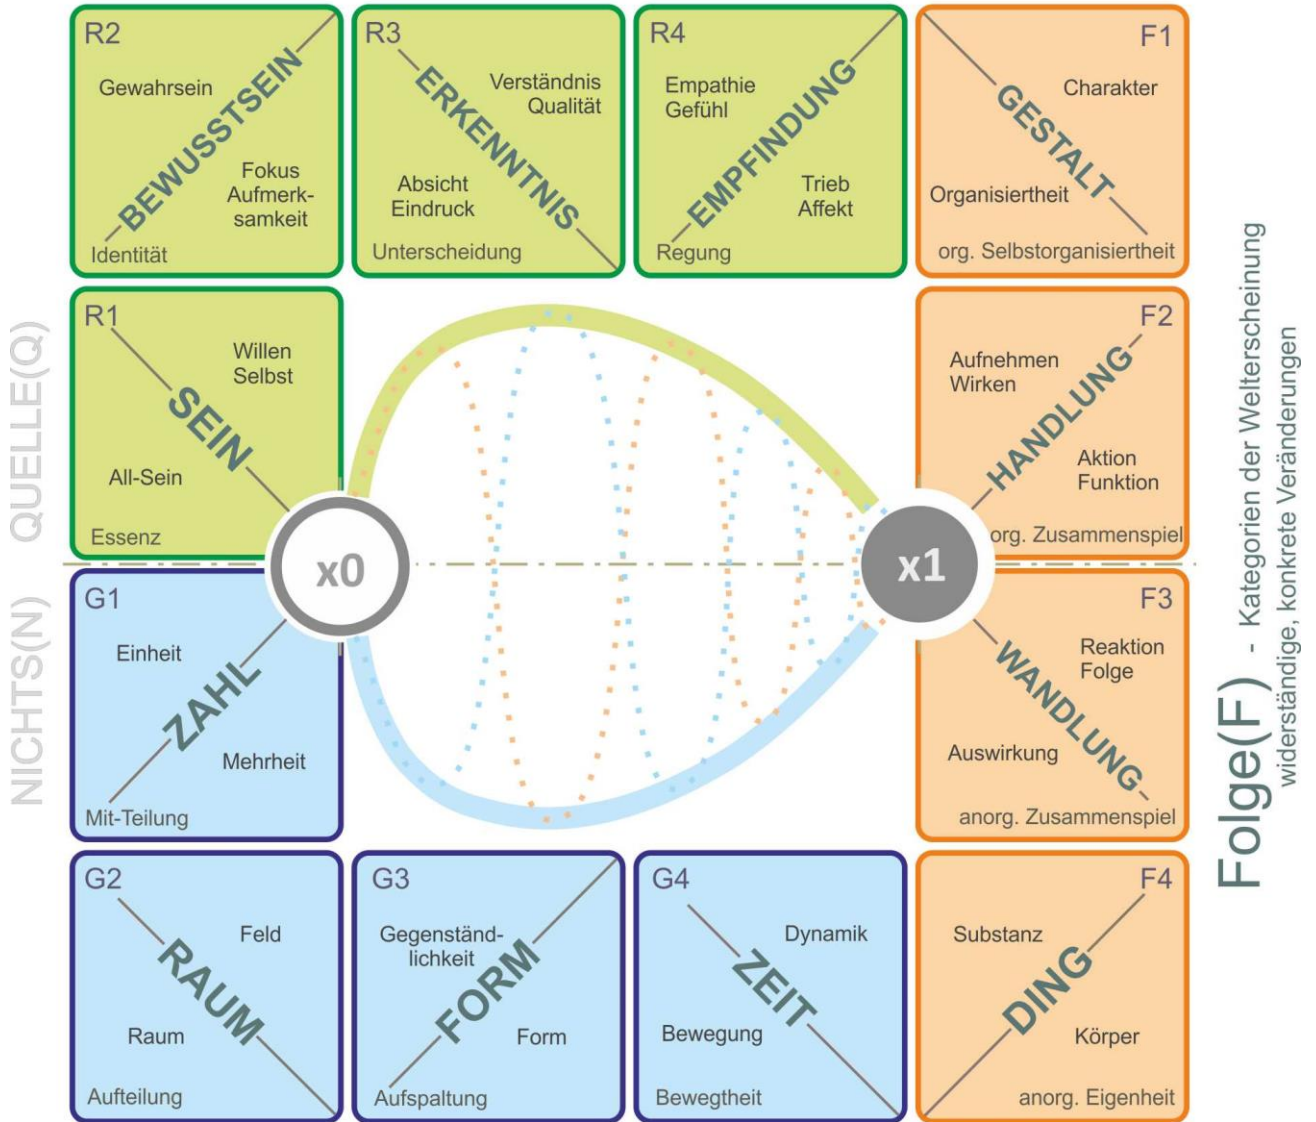 R2
Gewahrsein
BEWUSSTSEIN
Fokus
Aufmerk-
samkeit
Identität
R3
Verständnis
Qualität
ERKENNTNIS
Absicht
Eindruck
Unterscheidung
R4
Empathie
Gefühl
EMPFINDUNG
Trieb
Affekt
Regung
F1
Charakter
GESTALT
Organisiertheit
org. Selbstorganisiertheit
QUELLE(Q)
R1
Willen
Selbst
SEIN
All-Sein
Essenz
x0
x1
F2
Aufnehmen
Wirken
HANDLUNG
Aktion
Funktion
org. Zusammenspiel
NICHTS(N)
G1
Einheit
ZAHL
Mehrheit
Mit-Teilung
F3
Reaktion
Folge
WANDLUNG
Auswirkung
anorg. Zusammenspiel
Folge(F) - Kategorien der Welterscheinung
widerständige, konkrete Veränderungen
G2
Feld
RAUM
Raum
Aufteilung
G3
Gegenständ-
lichkeit
FORM
Form
Aufspaltung
G4
Dynamik
ZEIT
Bewegung
Bewegtheit
F4
Substanz
DING
Körper
anorg. Eigenheit